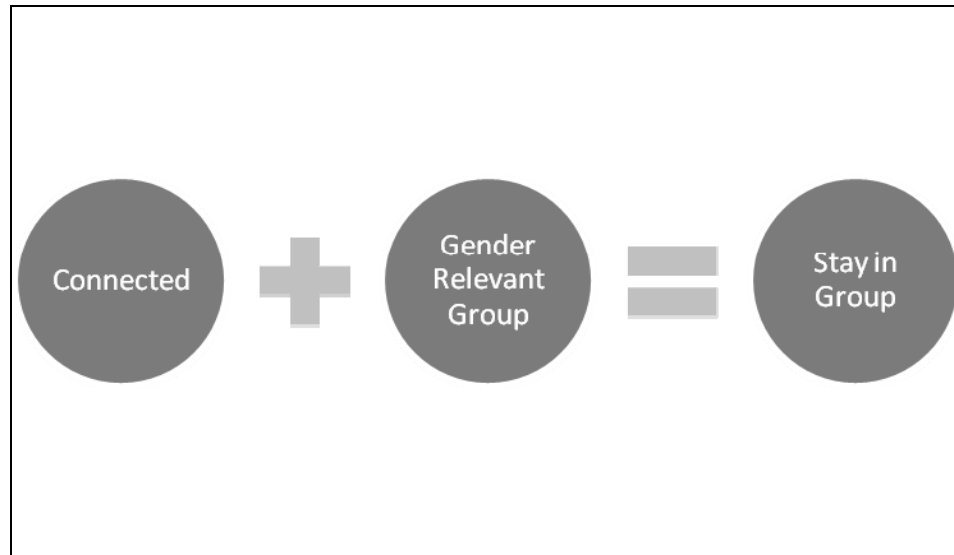 Connected
Gender
Relevant
Group
Stay in
Group